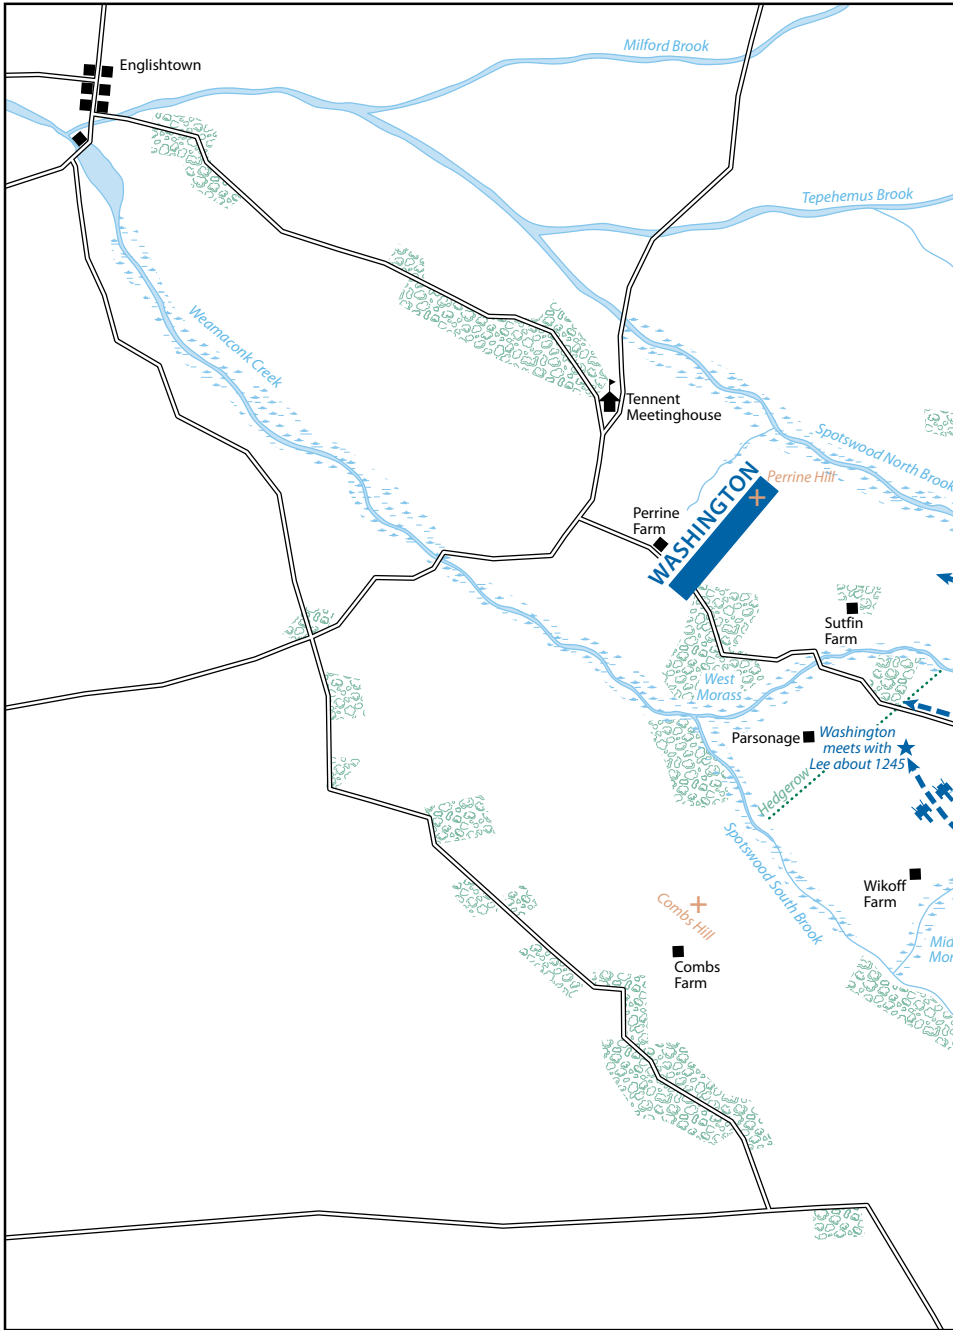 Milford Brook
Englishtown
Tepehemus Brook
Weamaconk Creek
Tennent
Meetinghouse
Spotswood North Brook
Perrine Hill
WASHINGTON
Perrine
Farm
Sutfin
Farm
West
Morass
Parsonage
Washington
meets with
Lee about 1245
Hedgerow
Spotswood South Brook
Wikoff
Farm
Combs Hill
Mid
Mor
Combs
Farm